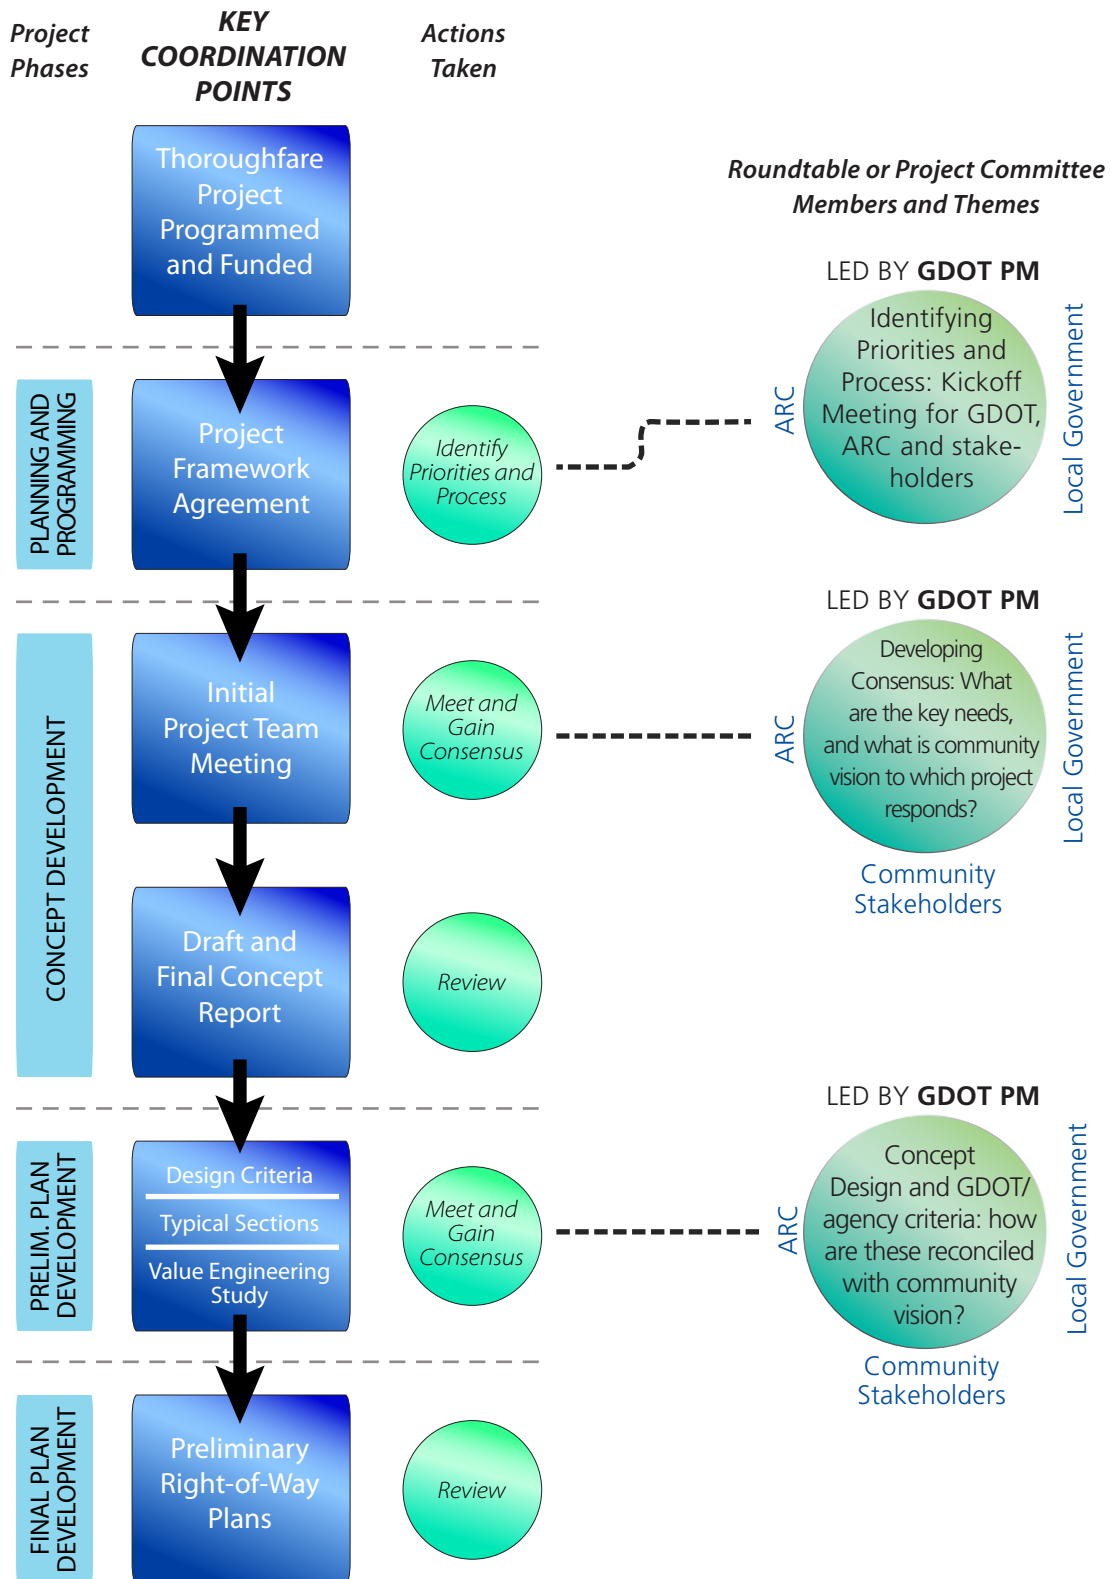 Project
Phases
KEY
COORDINATION
POINTS
Actions
Taken
Roundtable or Project Committee
Members and Themes
Thoroughfare
Project
Programmed
and Funded
PLANNING AND
PROGRAMMING
Project
Framework
Agreement
Identify
Priorities and
Process
LED BY GDOT PM
ARC
Identifying
Priorities and
Process: Kickoff
Meeting for GDOT,
ARC and stake-
holders
Local Government
CONCEPT DEVELOPMENT
Initial
Project Team
Meeting
Meet and
Gain
Consensus
LED BY GDOT PM
ARC
Developing
Consensus: What
are the key needs,
and what is community
vision to which project
responds?
Local Government
Community
Stakeholders
Draft and
Final Concept
Report
Review
PRELIM. PLAN
DEVELOPMENT
Design Criteria
Typical Sections
Value Engineering
Study
Meet and
Gain
Consensus
LED BY GDOT PM
ARC
Concept
Design and GDOT/
agency criteria: how
are these reconciled
with community
vision?
Local Government
Community
Stakeholders
FINAL PLAN
DEVELOPMENT
Preliminary
Right-of-Way
Plans
Review